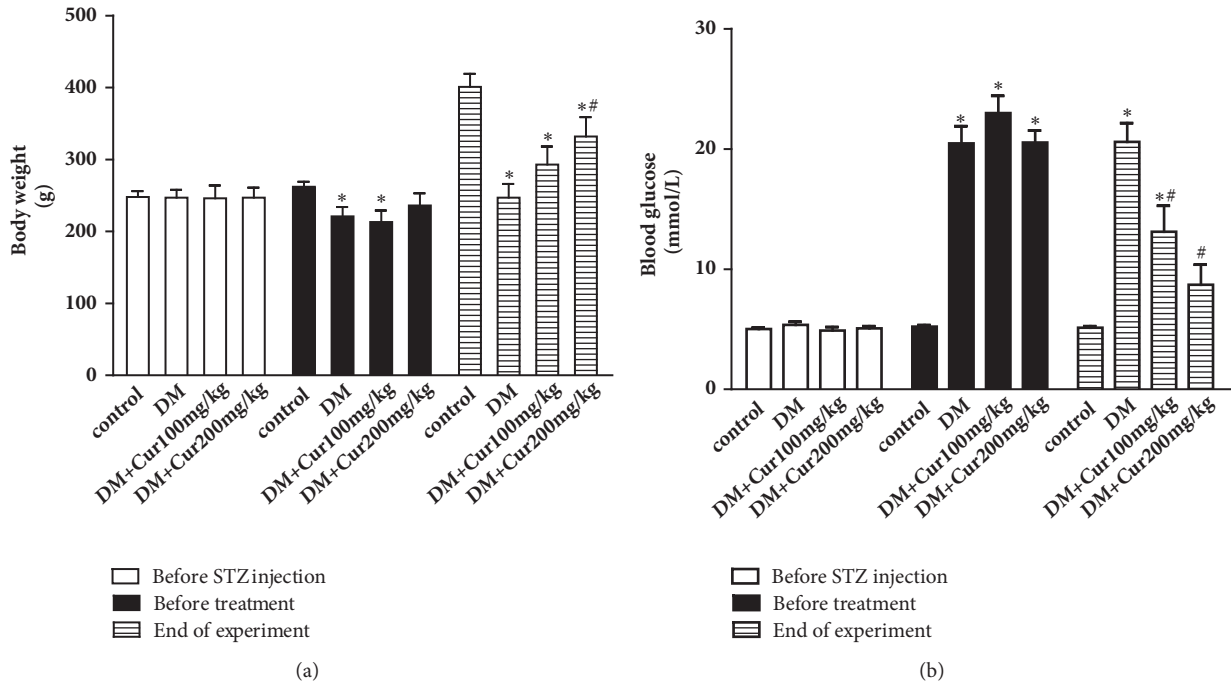 500
400
300
200
100
0
Body weight
(g)
* * * * *#
control
DM
DM+Cur100mg/kg
DM+Cur200mg/kg
control
DM
DM+Cur100mg/kg
DM+Cur200mg/kg
control
DM
DM+Cur100mg/kg
DM+Cur200mg/kg
Before STZ injection
Before treatment
End of experiment
(a)
30
20
10
0
Blood glucose
(mmol/L)
* * * * *# #
control
DM
DM+Cur100mg/kg
DM+Cur200mg/kg
control
DM
DM+Cur100mg/kg
DM+Cur200mg/kg
control
DM
DM+Cur100mg/kg
DM+Cur200mg/kg
Before STZ injection
Before treatment
End of experiment
(b)